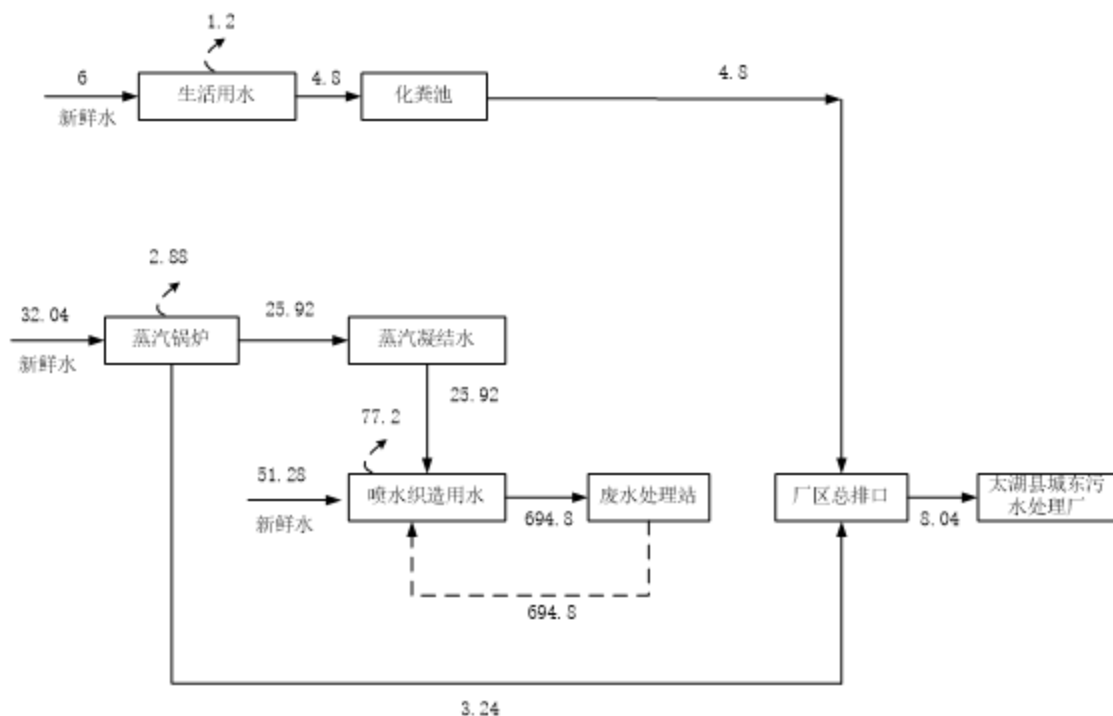 1.2
6
生活用水
4.8
化粪池
4.8
新鲜水
2.88
32.04
蒸汽锅炉
25.92
蒸汽凝结水
新鲜水
25.92
77.2
51.28
喷水织造用水
废水处理站
厂区总排口
太湖县城东污
水处理厂
新鲜水
694.8
8.04
694.8
3.24